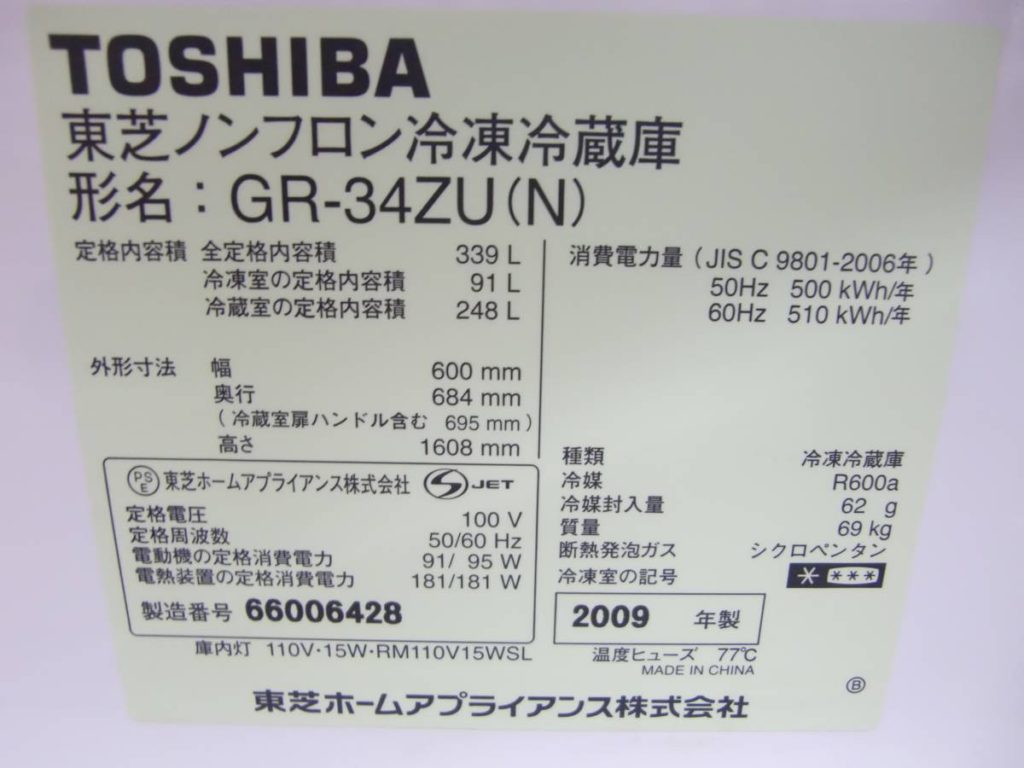 TOSHIBA
東芝ノンフロン冷凍冷蔵庫
形名：GR-34ZU(N)
定格内容積 全定格内容積 339 L
冷凍室の定格内容積 91 L
冷蔵室の定格内容積 248 L
外形寸法 幅 600 mm
奥行 684 mm
(冷蔵室扉ハンドル含む 695 mm)
高さ 1608 mm
PSE 東芝ホームアプライアンス株式会社 S JET
定格電圧 100 V
定格周波数 50/60 Hz
電動機の定格消費電力 91/ 95 W
電熱装置の定格消費電力 181/181 W
製造番号 66006428
庫内灯 110V・15W・RM110V15WSL
消費電力量 (JIS C 9801-2006年)
50Hz 500 kWh/年
60Hz 510 kWh/年
種類 冷凍冷蔵庫
冷媒 R600a
冷媒封入量 62 g
質量 69 kg
断熱発泡ガス シクロペンタン
冷凍室の記号 * ***
2009 年製
温度ヒューズ 77℃
MADE IN CHINA
Ⓑ
東芝ホームアプライアンス株式会社